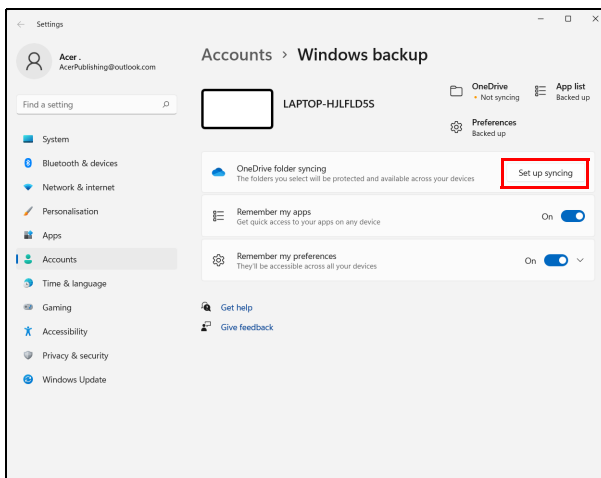 Settings
Acer .
AcerPublishing@outlook.com
Find a setting
System
Bluetooth & devices
Network & internet
Personalisation
Apps
Accounts
Time & language
Gaming
Accessibility
Privacy & security
Windows Update
Accounts > Windows backup
LAPTOP-HJLFLD5S
OneDrive
• Not syncing
App list
Backed up
Preferences
Backed up
OneDrive folder syncing
The folders you select will be protected and available across your devices
Set up syncing
Remember my apps
Get quick access to your apps on any device
On
Remember my preferences
They'll be accessible across all your devices
On
Get help
Give feedback